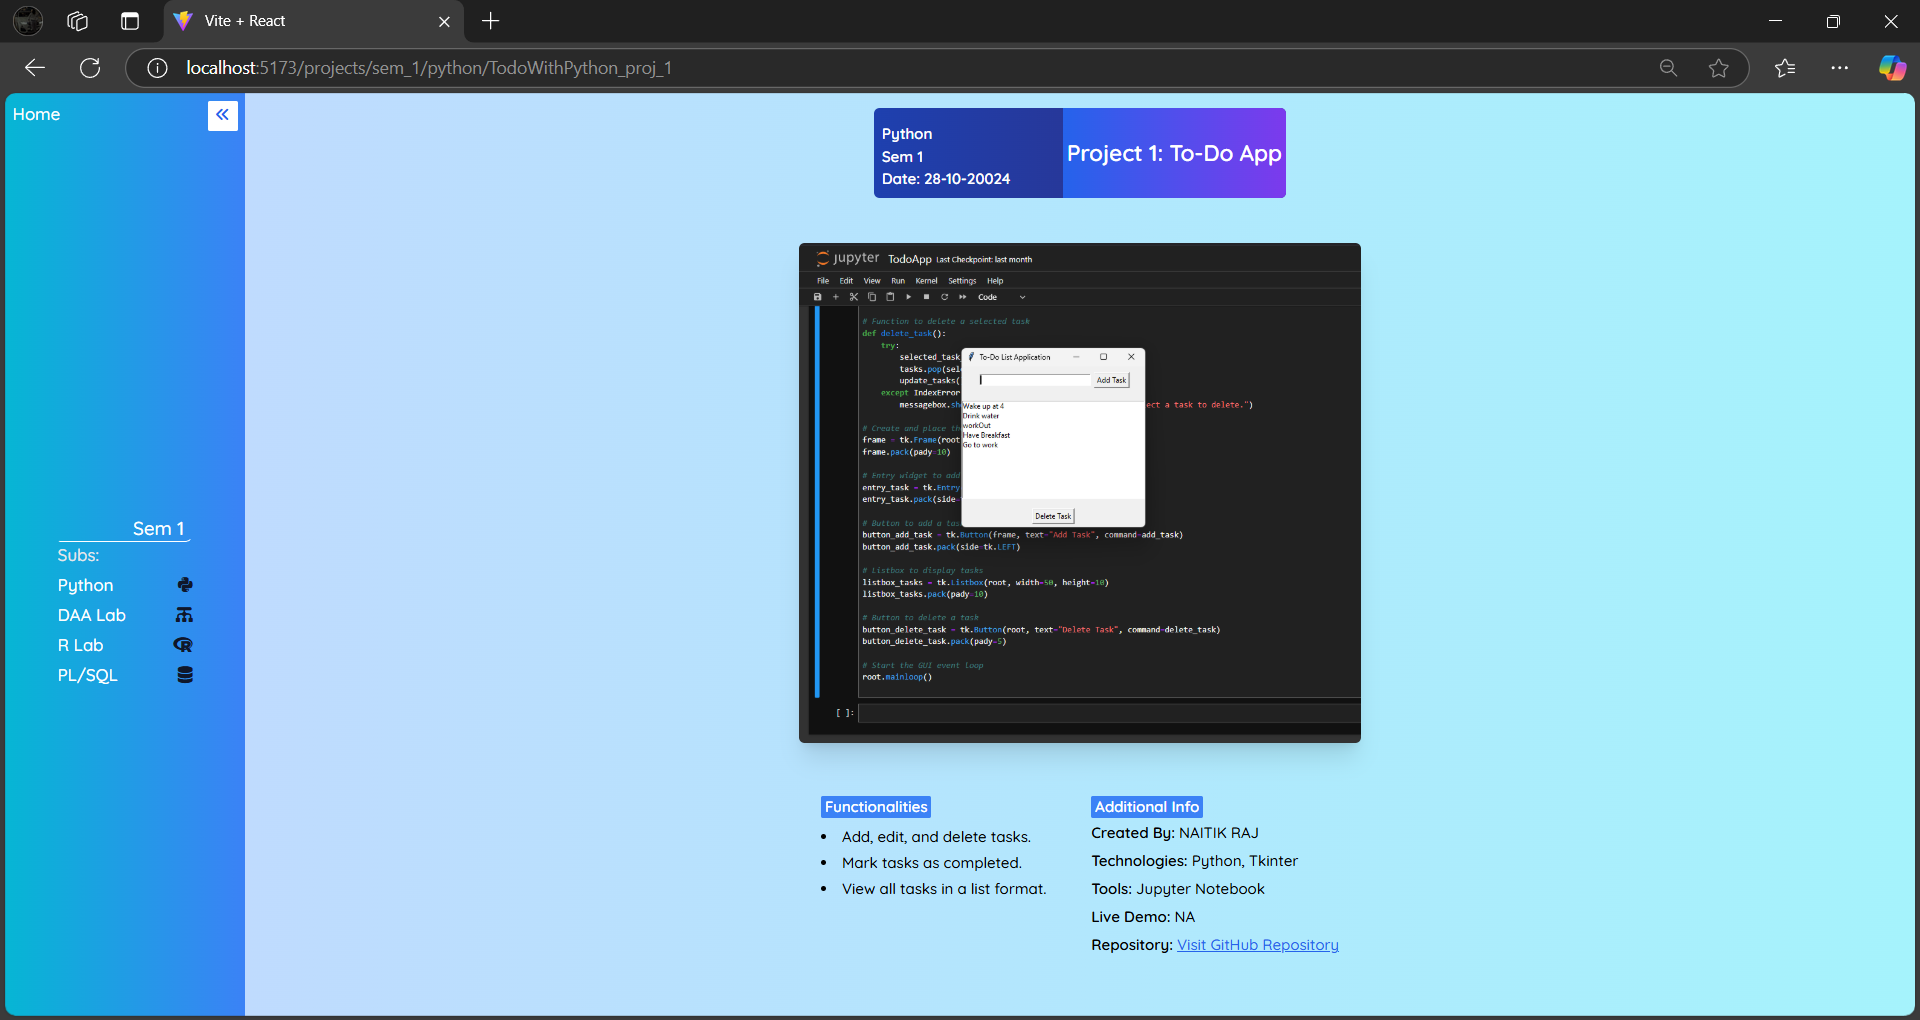 Vite + React
localhost:5173/projects/sem_1/python/TodoWithPython_proj_1
Home
Sem 1
Subs:
Python
DAA Lab
R Lab
PL/SQL
Python
Sem 1
Date: 28-10-20024
Project 1: To-Do App
jupyter TodoApp Last Checkpoint: last month
File Edit View Run Kernel Settings Help
Code
# Function to delete a selected task
def delete_task():
try:
selected_task
tasks.pop(sel
update_tasks(
except IndexError
messagebox.sh ect a task to delete.")
# Create and place th
frame = tk.Frame(root
frame.pack(pady=10)
# Entry widget to add
entry_task = tk.Entry
entry_task.pack(side=
# Button to add a tas
button_add_task = tk.Button(frame, text="Add Task", command=add_task)
button_add_task.pack(side=tk.LEFT)
# Listbox to display tasks
listbox_tasks = tk.Listbox(root, width=50, height=10)
listbox_tasks.pack(pady=10)
# Button to delete a task
button_delete_task = tk.Button(root, text="Delete Task", command=delete_task)
button_delete_task.pack(pady=5)
# Start the GUI event loop
root.mainloop()
[ ]:
To-Do List Application
Add Task
Wake up at 4
Drink water
workOut
Have Breakfast
Go to work
Delete Task
Functionalities
• Add, edit, and delete tasks.
• Mark tasks as completed.
• View all tasks in a list format.
Additional Info
Created By: NAITIK RAJ
Technologies: Python, Tkinter
Tools: Jupyter Notebook
Live Demo: NA
Repository: Visit GitHub Repository